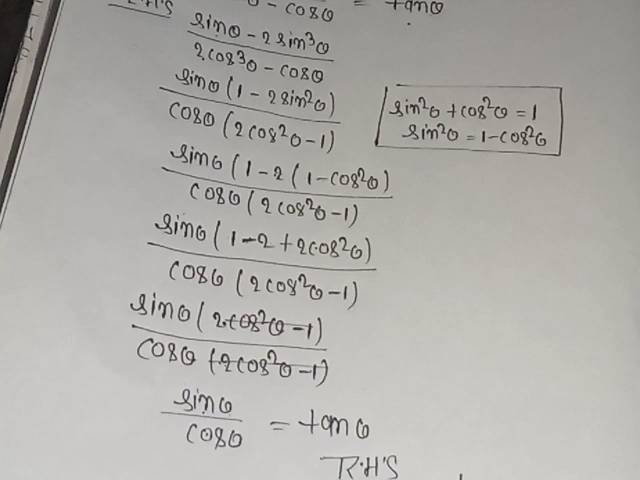 - cosθ = tanθ
L.H.S sinθ - 2sin³θ
2cos³θ - cosθ
sinθ(1 - 2sin²θ)
cosθ(2cos²θ-1)
sin²θ + cos²θ = 1
sin²θ = 1-cos²θ
sinθ(1-2(1-cos²θ)
cosθ(2cos²θ-1)
sinθ(1-2+2cos²θ)
cosθ(2cos²θ-1)
sinθ(2cos²θ-1)
cosθ(2cos²θ-1)
sinθ
cosθ = tanθ
R.H'S